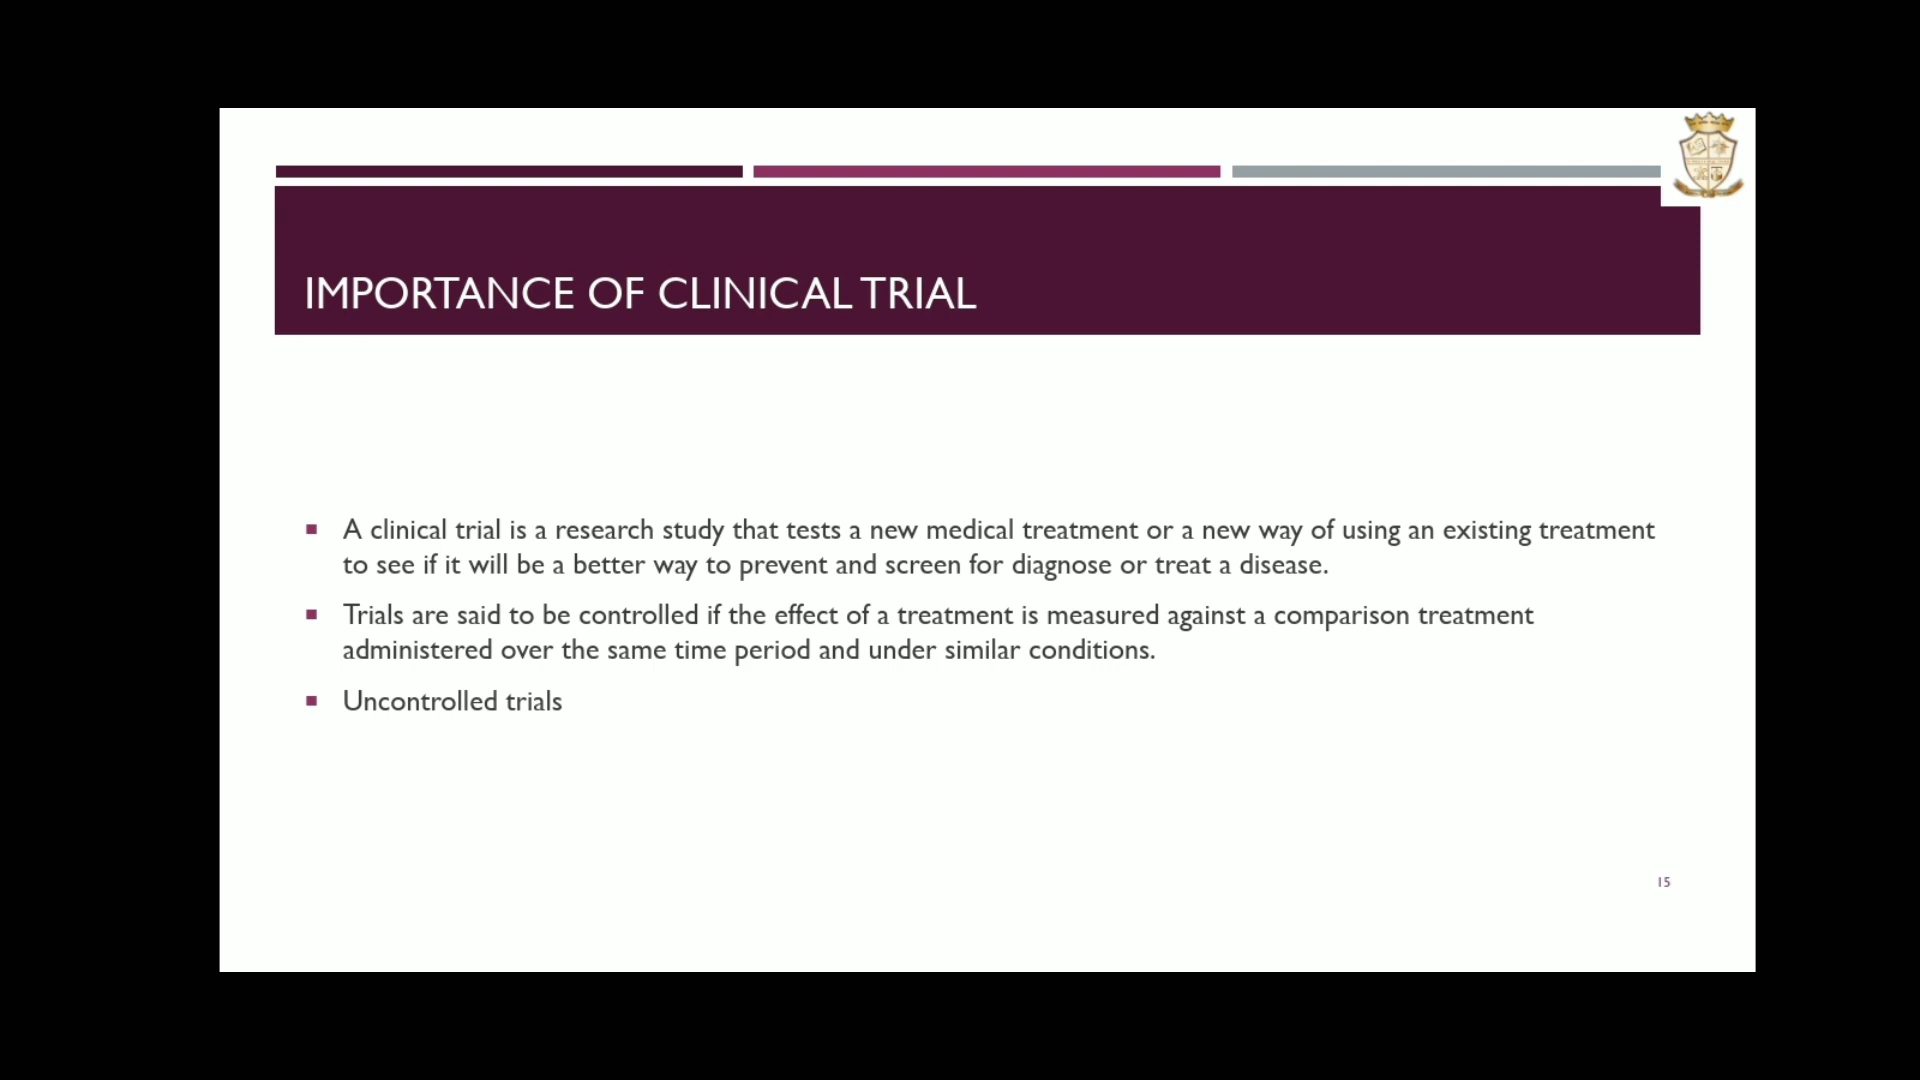 IMPORTANCE OF CLINICAL TRIAL
▪ A clinical trial is a research study that tests a new medical treatment or a new way of using an existing treatment
to see if it will be a better way to prevent and screen for diagnose or treat a disease.
▪ Trials are said to be controlled if the effect of a treatment is measured against a comparison treatment
administered over the same time period and under similar conditions.
▪ Uncontrolled trials
15